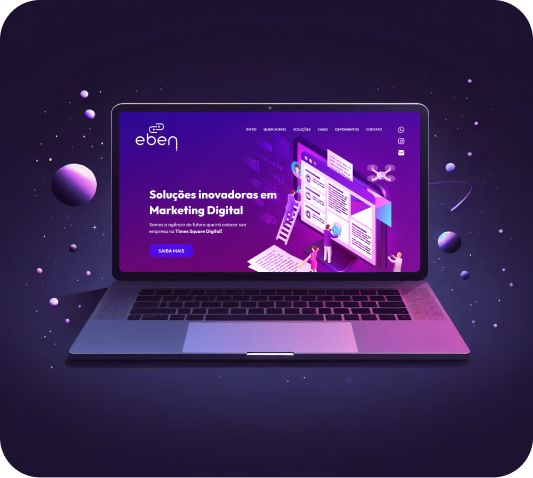 eben
INTRO QUEM SOMOS SOLUÇÕES CASES DEPOIMENTOS CONTATO
Soluções inovadoras em
Marketing Digital
Somos a agência do futuro que irá colocar sua
empresa na Times Square Digital!
SAIBA MAIS